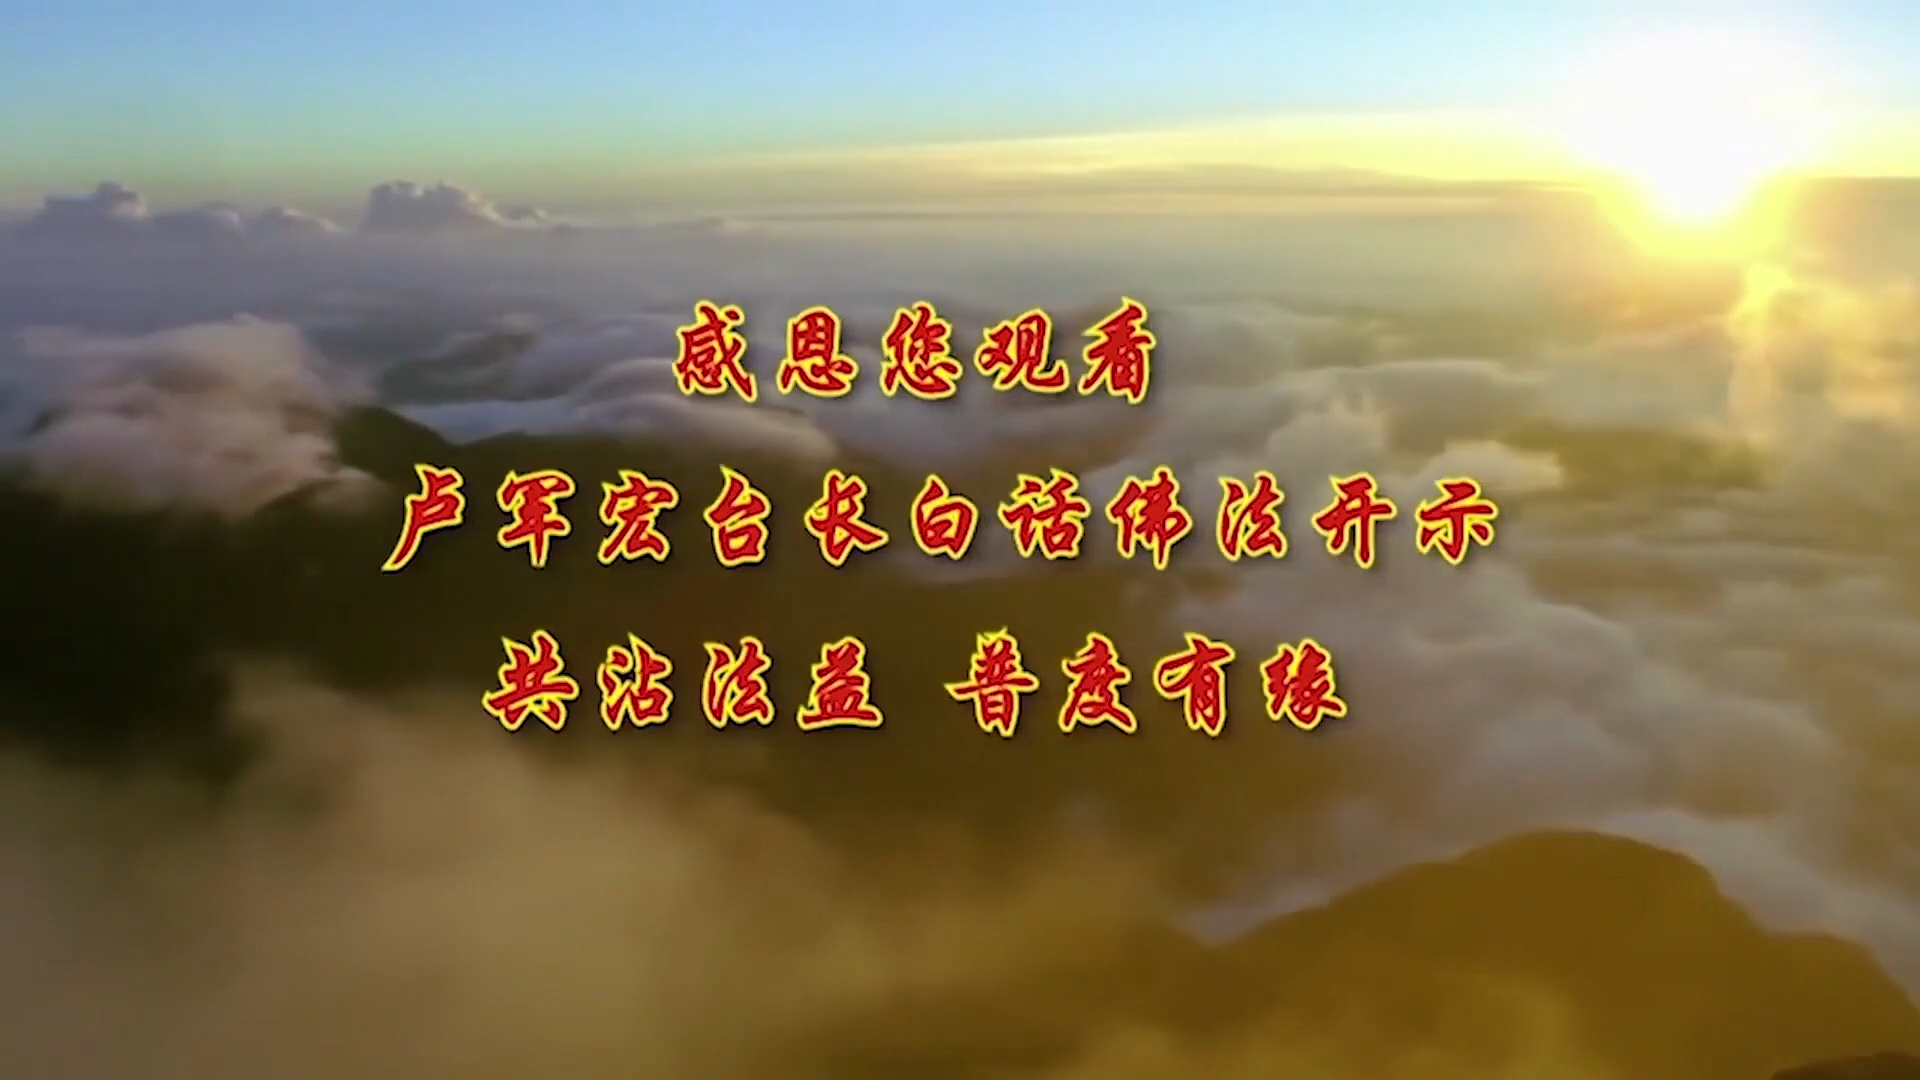 感恩您观看
卢军宏台长白话佛法开示
共沾法益 普度有缘